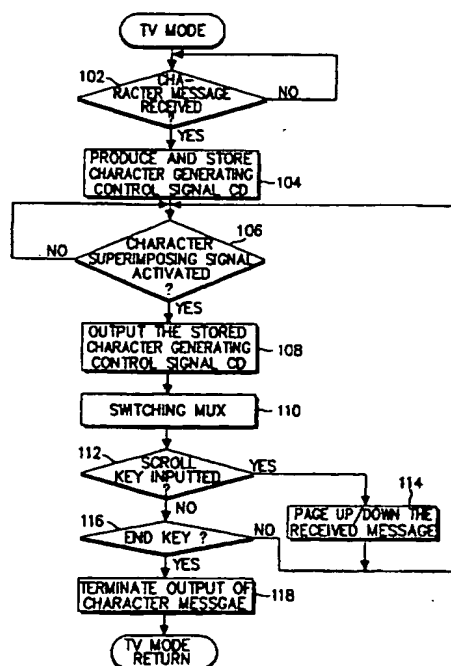 TV MODE
102
CHA-
RACTER MESSAGE
RECEIVED
?
NO
YES
PRODUCE AND STORE
CHARACTER GENERATING
CONTROL SIGNAL CD
104
106
NO
CHARACTER
SUPERIMPOSING SIGNAL
ACTIVATED
?
YES
OUTPUT THE STORED
CHARACTER GENERATING
CONTROL SIGNAL CD
108
SWITCHING MUX
110
112
SCROLL
KEY INPUTTED
?
YES
NO
114
PAGE UP/DOWN THE
RECEIVED MESSAGE
116
END KEY ?
NO
YES
TERMINATE OUTPUT OF
CHARACTER MESSGAE
118
TV MODE
RETURN